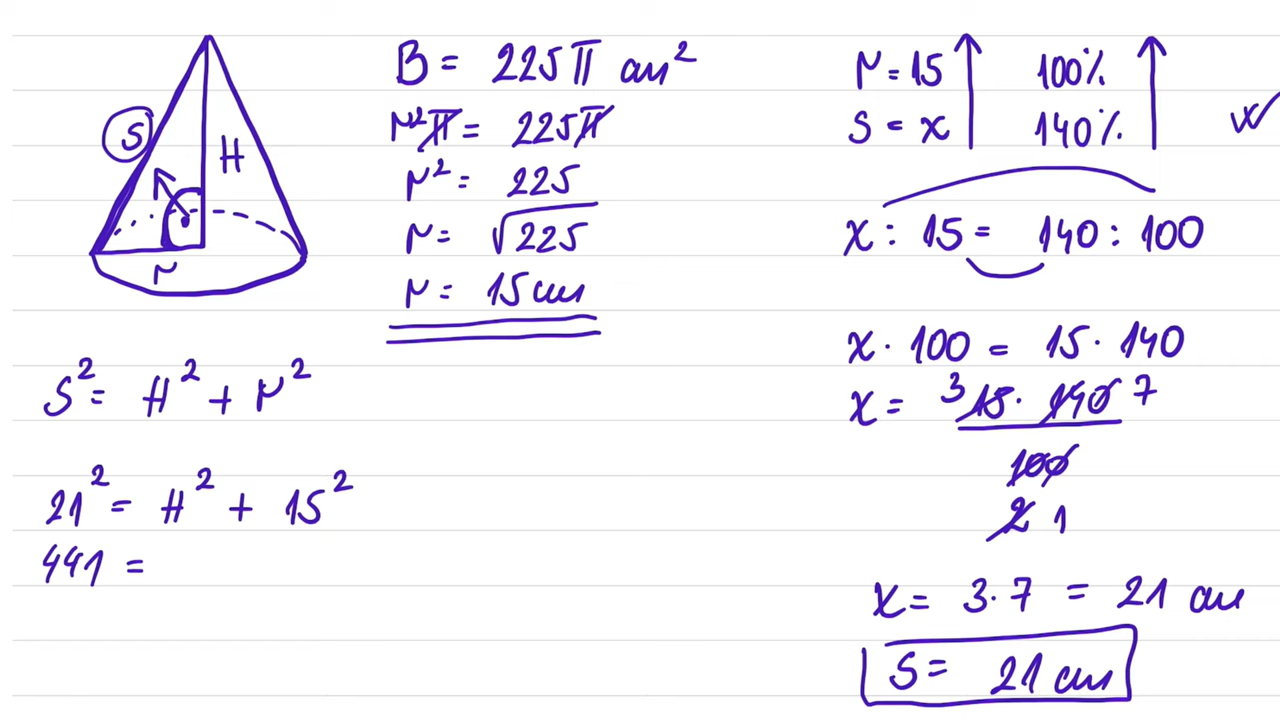 S
H
r
B = 225π cm²
r²π = 225π
r² = 225
r = √225
r = 15 cm
s² = H² + r²
21² = H² + 15²
441 =
r = 15 100%
s = x 140%
x : 15 = 140 : 100
x · 100 = 15 · 140
x = 3 15 · 140 7
100
2 1
x = 3 · 7 = 21 cm
s = 21 cm